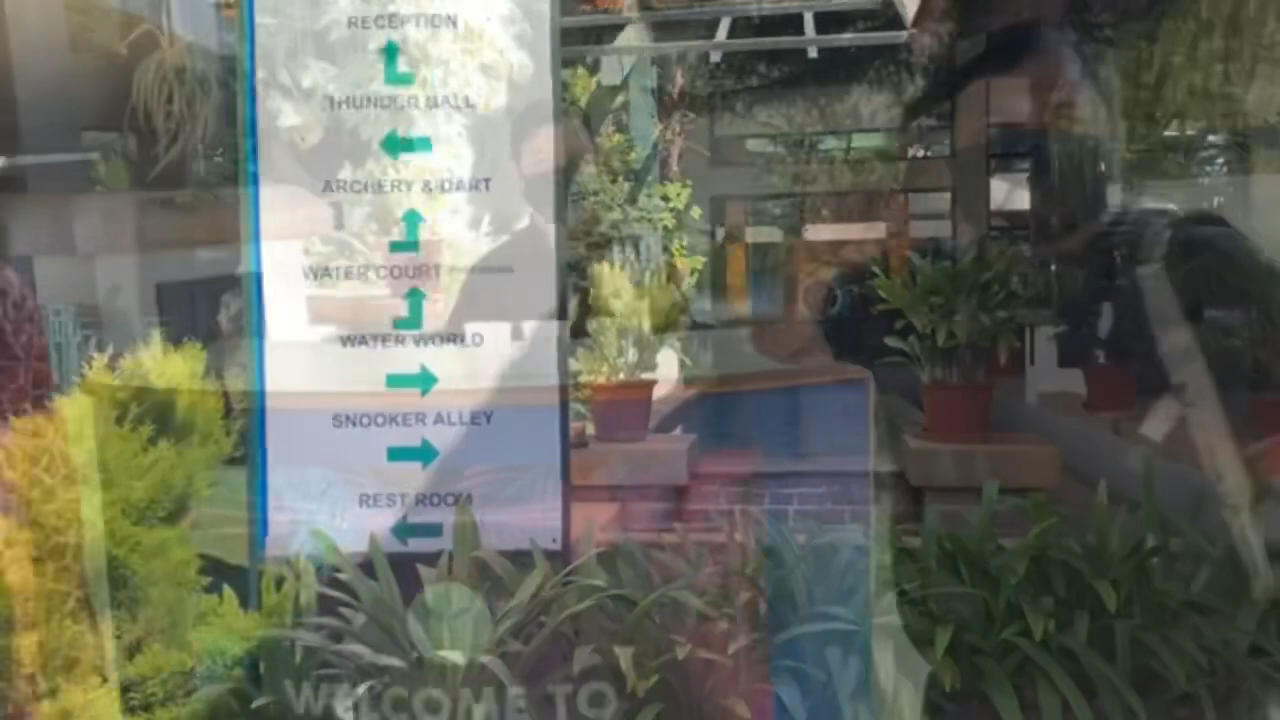 RECEPTION
THUNDER BALL
ARCHERY & DART
WATER COURT
WATER WORLD
SNOOKER ALLEY
REST ROOM
WELCOME TO